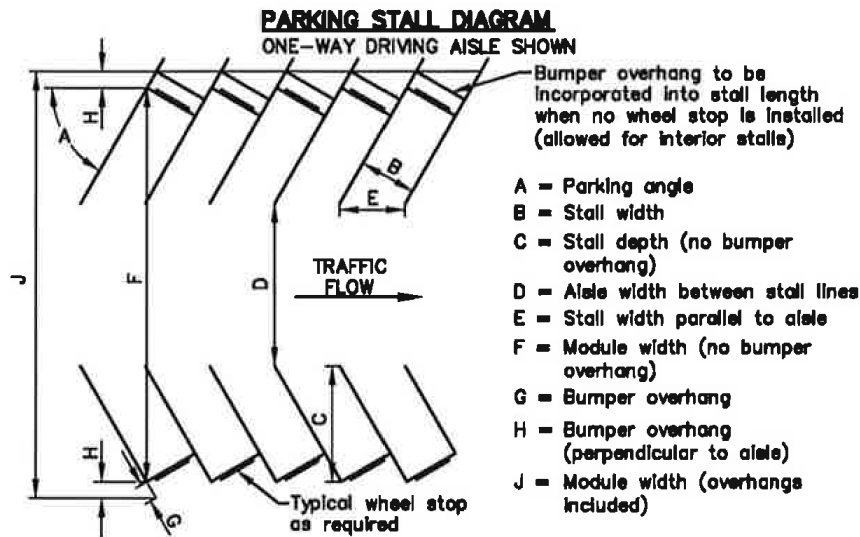 PARKING STALL DIAGRAM
ONE-WAY DRIVING AISLE SHOWN
Bumper overhang to be
incorporated into stall length
when no wheel stop is installed
(allowed for interior stalls)
H
A
B
E
A = Parking angle
B = Stall width
C = Stall depth (no bumper
overhang)
D = Aisle width between stall lines
E = Stall width parallel to aisle
F = Module width (no bumper
overhang)
G = Bumper overhang
H = Bumper overhang
(perpendicular to aisle)
J = Module width (overhangs
included)
J
F
D
TRAFFIC
FLOW
C
H
G
Typical wheel stop
as required